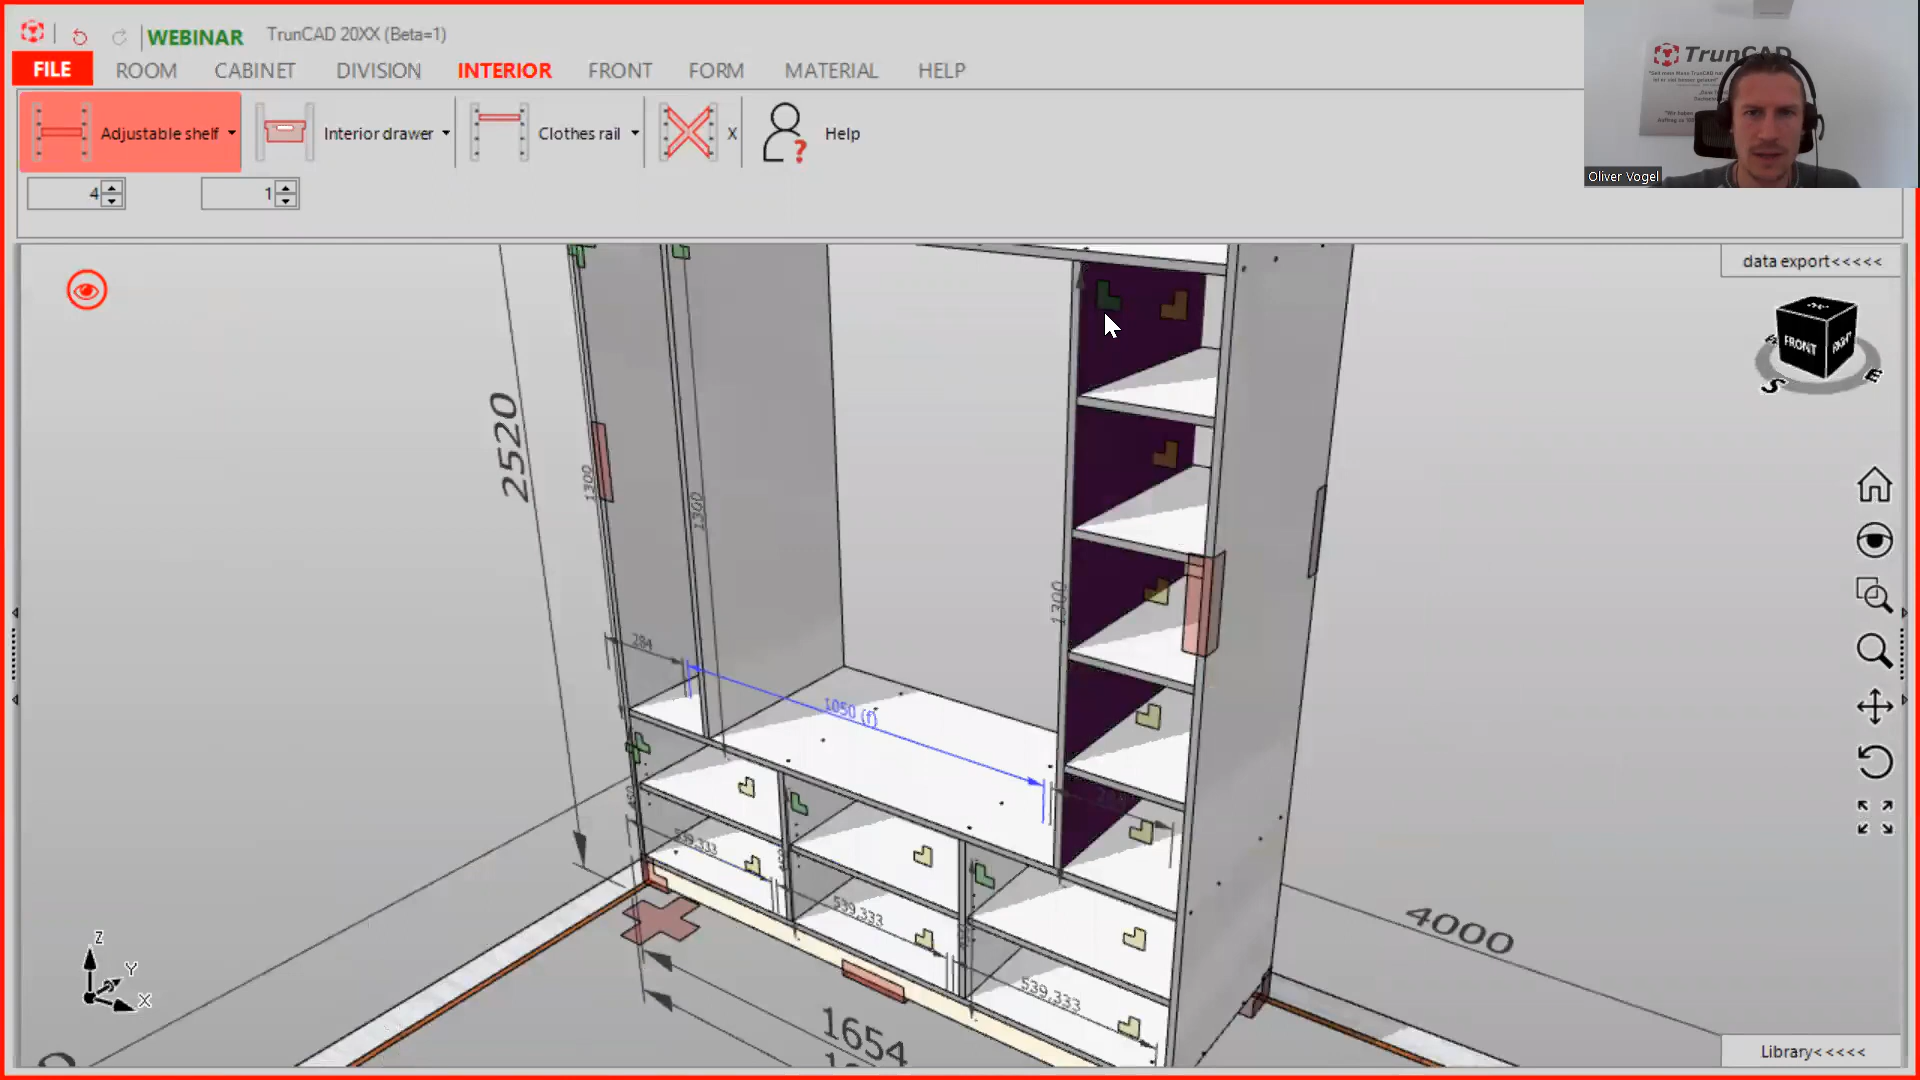 WEBINAR TrunCAD 20XX (Beta=1)
FILE ROOM CABINET DIVISION INTERIOR FRONT FORM MATERIAL HELP
Adjustable shelf Interior drawer Clothes rail X Help
4 1
TrunCAD
Oliver Vogel
data export<<<<<
FRONT
S E
2520
1300
1300
1300
284
1050 (f)
539,333
539,333
539,333
4000
1654
Z
Y
X
Library<<<<<